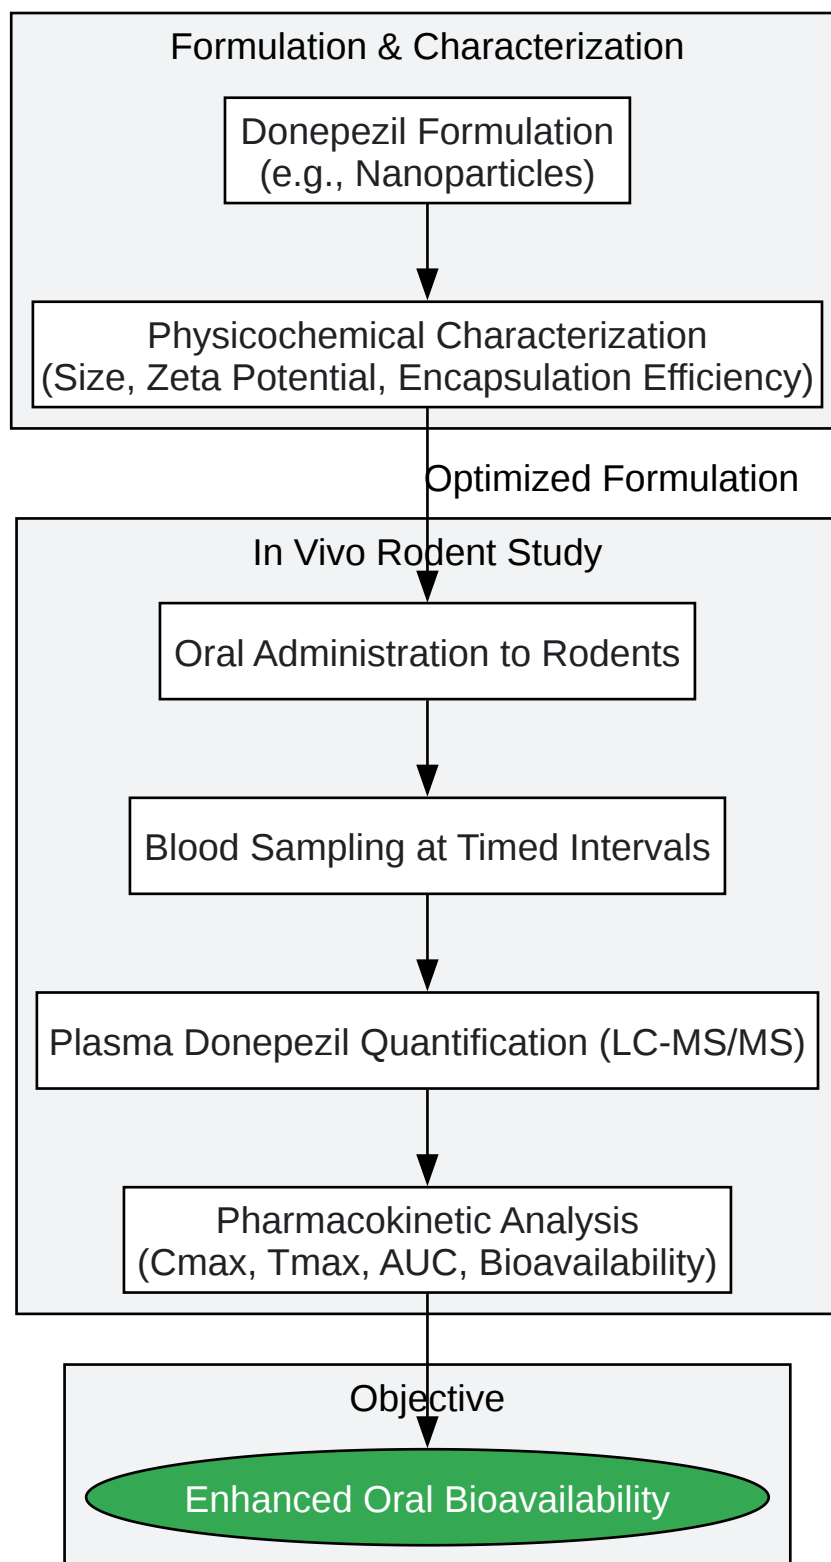 Formulation & Characterization
Donepezil Formulation
(e.g., Nanoparticles)
Physicochemical Characterization
(Size, Zeta Potential, Encapsulation Efficiency)
Optimized Formulation
In Vivo Rodent Study
Oral Administration to Rodents
Blood Sampling at Timed Intervals
Plasma Donepezil Quantification (LC-MS/MS)
Pharmacokinetic Analysis
(Cmax, Tmax, AUC, Bioavailability)
Objective
Enhanced Oral Bioavailability